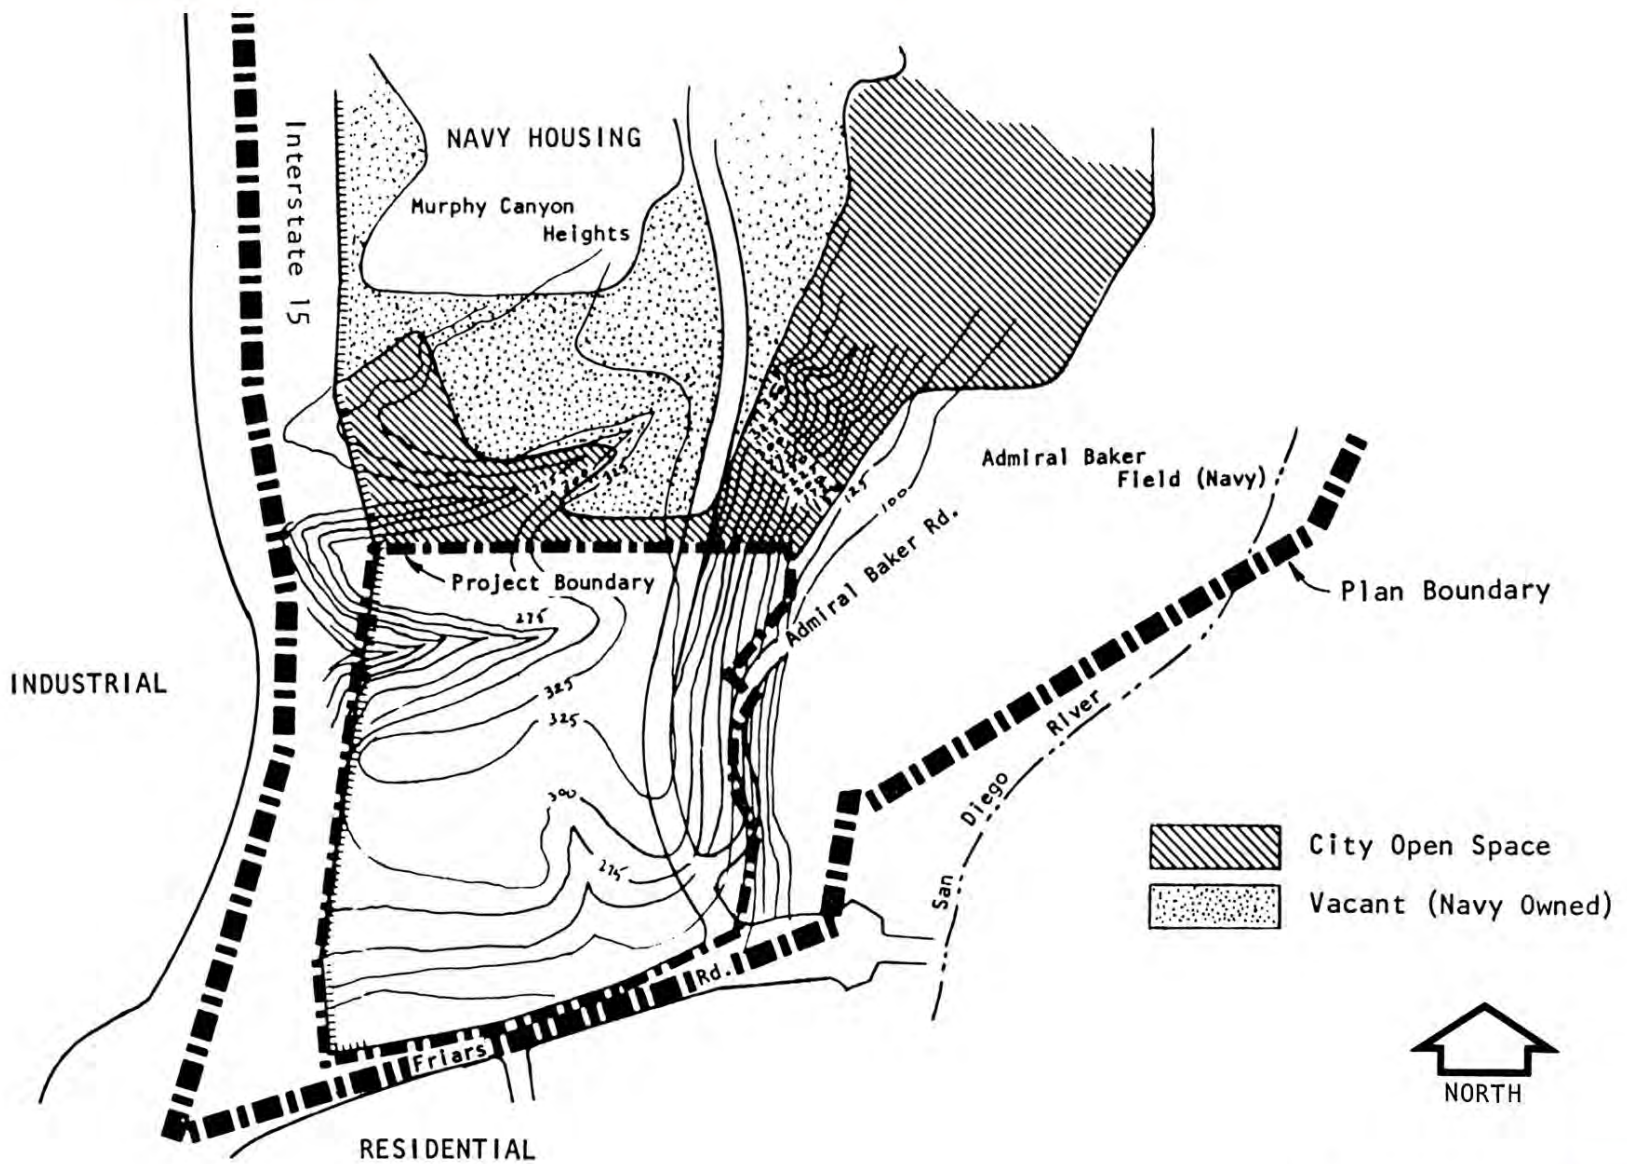 Interstate 15
NAVY HOUSING
Murphy Canyon
Heights
Admiral Baker
Field (Navy)
125
100
Admiral Baker Rd.
325
Project Boundary
Plan Boundary
275
INDUSTRIAL
325
325
River
Diego
San
300
275
City Open Space
Vacant (Navy Owned)
Rd.
Friars
NORTH
RESIDENTIAL